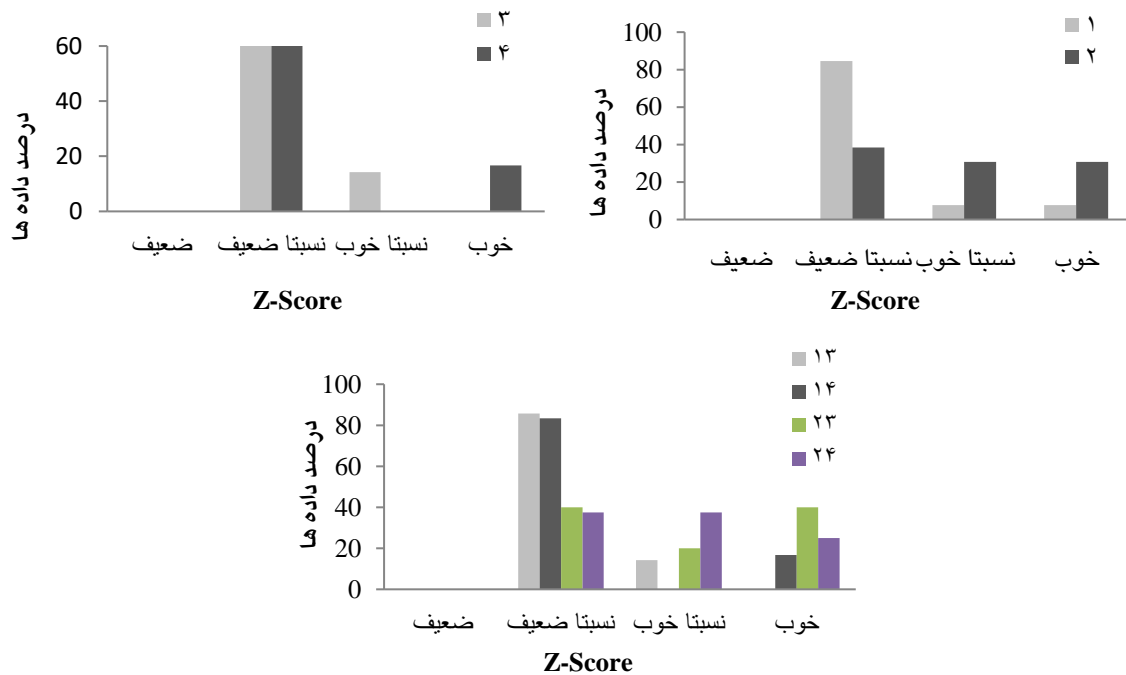 ۳
۴
60
40
20
0
درصد داده ها
ضعیف
نسبتا ضعیف
نسبتا خوب
خوب
Z-Score
۱
۲
100
80
60
40
20
0
درصد داده ها
ضعیف
نسبتا ضعیف
نسبتا خوب
خوب
Z-Score
۱۳
۱۴
۲۳
۲۴
100
80
60
40
20
0
درصد داده ها
ضعیف
نسبتا ضعیف
نسبتا خوب
خوب
Z-Score